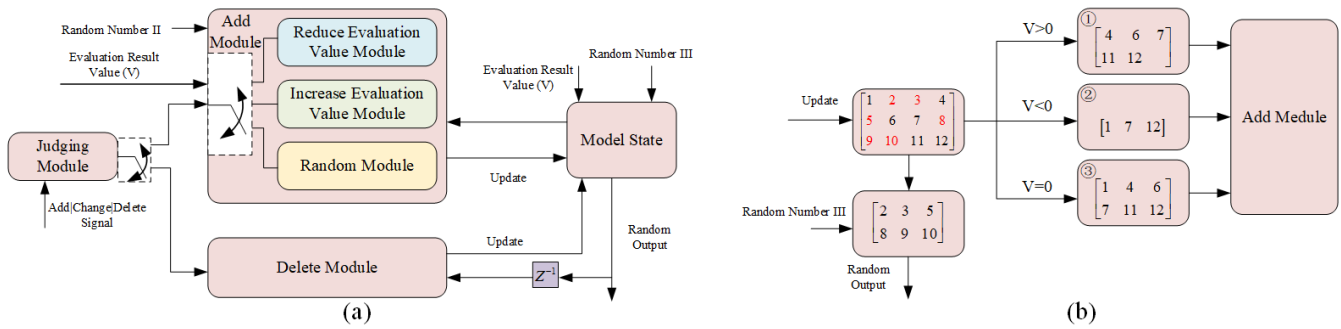 Random Number II
Evaluation Result
Value (V)
Judging
Module
Add|Change|Delete
Signal
Add
Module
Reduce Evaluation
Value Module
Increase Evaluation
Value Module
Random Module
Evaluation Result
Value (V)
Random Number III
Model State
Update
Update
Random
Output
Delete Module
Z⁻¹
(a)
Update
1 2 3 4
5 6 7 8
9 10 11 12
Random Number III
2 3 5
8 9 10
Random
Output
V>0
①
4 6 7
11 12
V<0
②
[1 7 12]
V=0
③
1 4 6
7 11 12
Add Medule
(b)